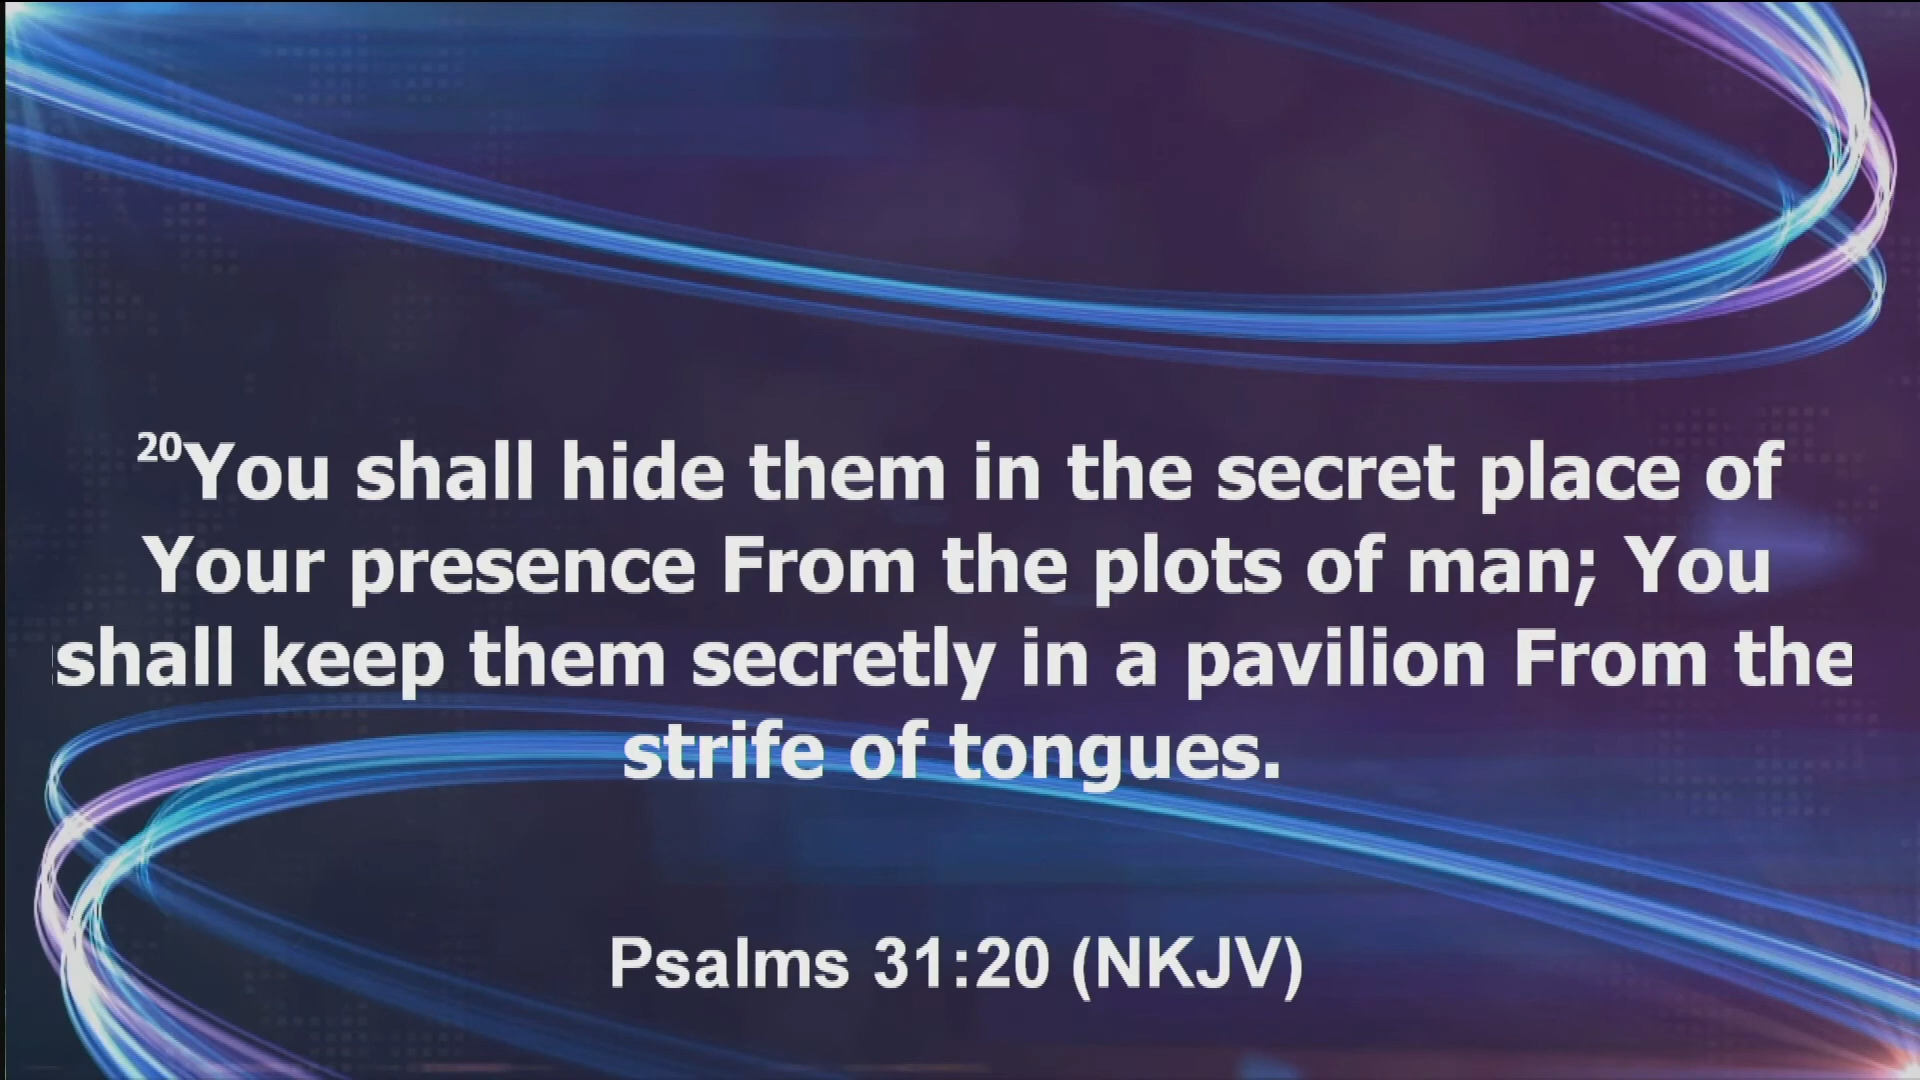 20You shall hide them in the secret place of
Your presence From the plots of man; You
shall keep them secretly in a pavilion From the
strife of tongues.
Psalms 31:20 (NKJV)